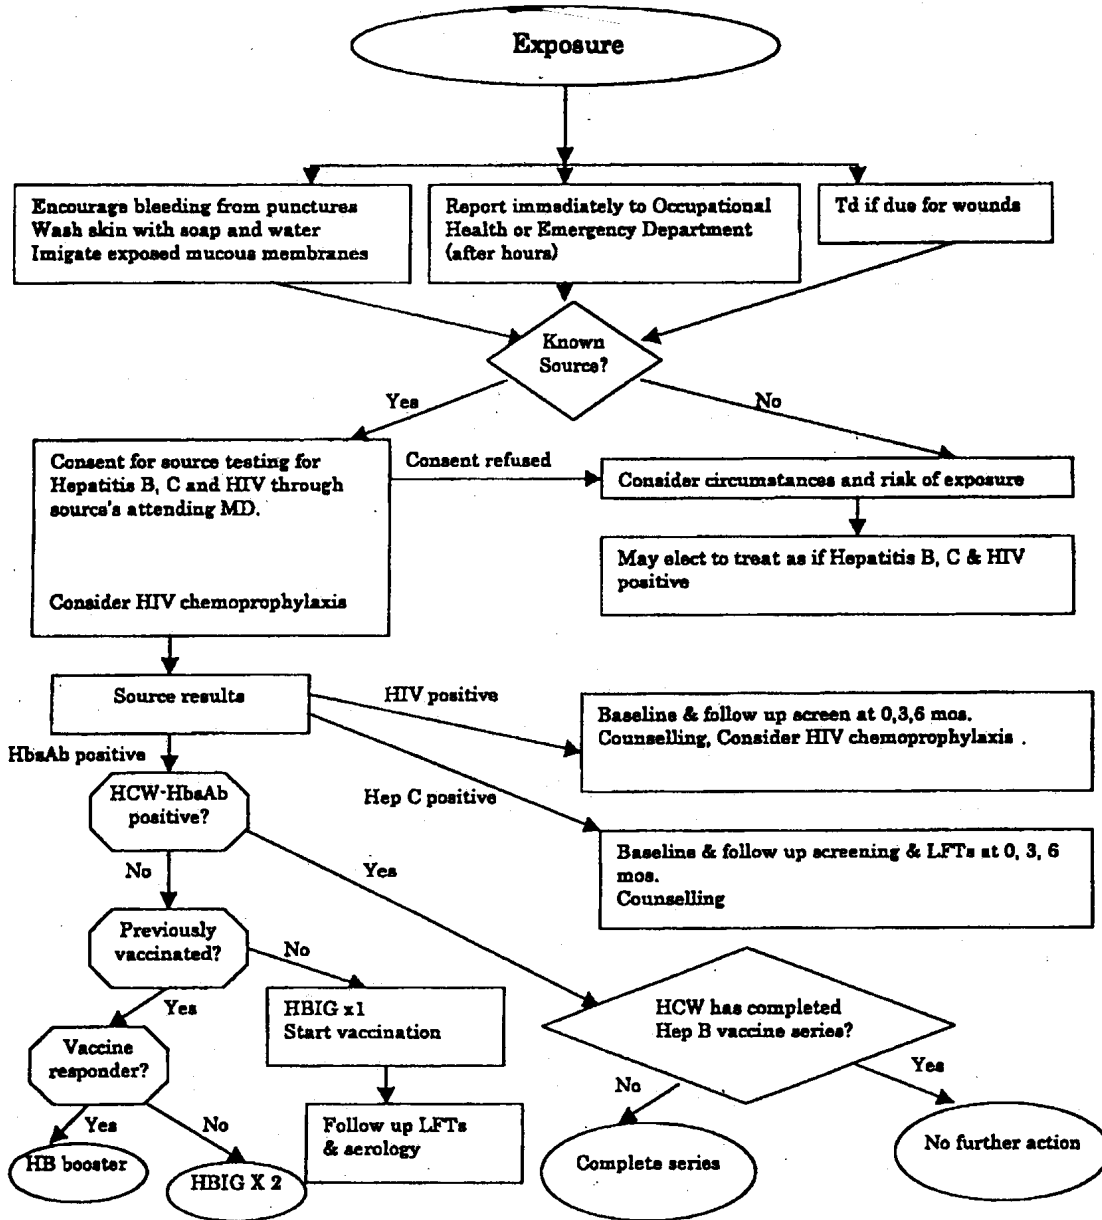 Exposure
Encourage bleeding from punctures
Wash skin with soap and water
Imigate exposed mucous membranes
Report immediately to Occupational
Health or Emergency Department
(after hours)
Td if due for wounds
Known
Source?
Yes
No
Consent for source testing for
Hepatitis B, C and HIV through
source's attending MD.
Consider HIV chemoprophylaxis
Consent refused
Consider circumstances and risk of exposure
May elect to treat as if Hepatitis B, C & HIV
positive
Source results
HIV positive
Baseline & follow up screen at 0,3,6 mos.
Counselling, Consider HIV chemoprophylaxis .
HbsAb positive
Hep C positive
HCW-HbsAb
positive?
Baseline & follow up screening & LFTs at 0, 3, 6
mos.
Counselling
No
Yes
Previously
vaccinated?
No
Yes
HBIG x1
Start vaccination
HCW has completed
Hep B vaccine series?
Vaccine
responder?
Yes
No
Follow up LFTs
& serology
No
Yes
HB booster
HBIG X 2
Complete series
No further action